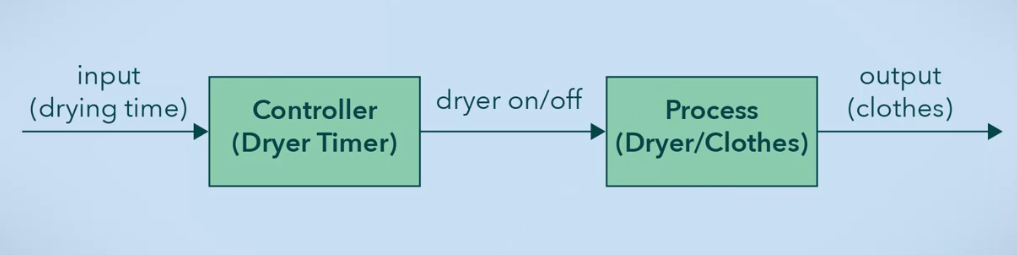 input
(drying time)
Controller
(Dryer Timer)
dryer on/off
Process
(Dryer/Clothes)
output
(clothes)